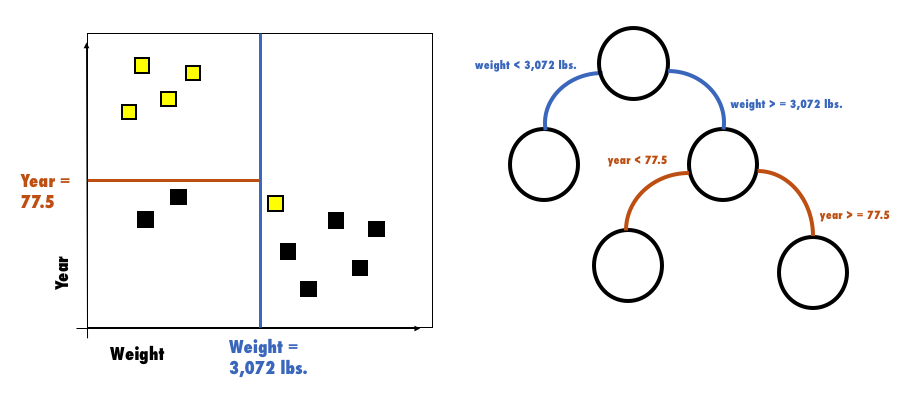 Year =
77.5
Year
Weight
Weight =
3,072 lbs.
weight < 3,072 lbs.
weight > = 3,072 lbs.
year < 77.5
year > = 77.5